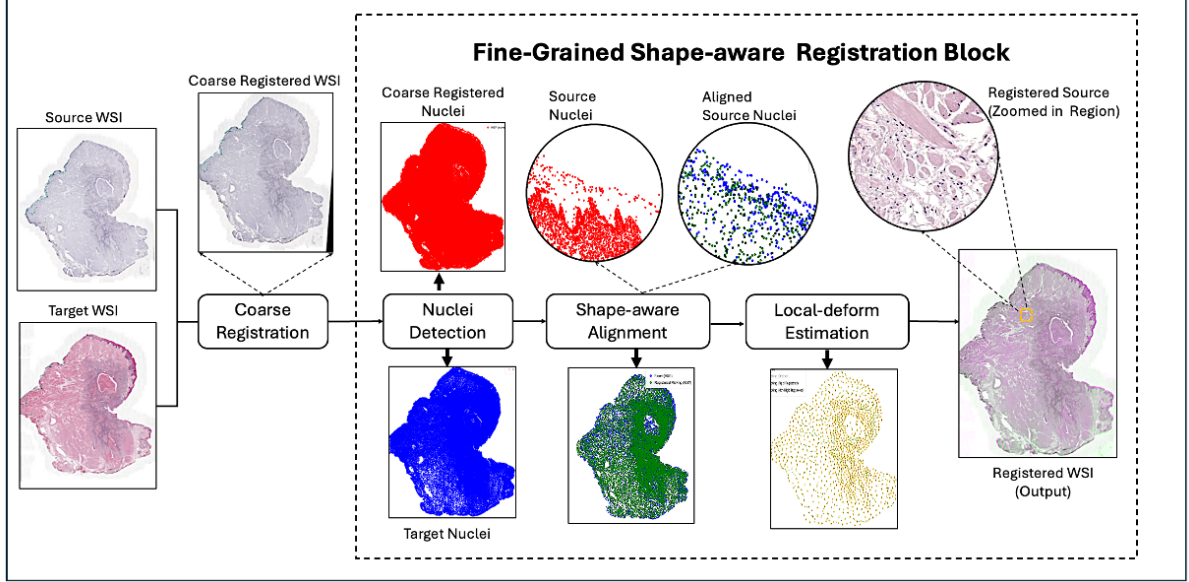 Fine-Grained Shape-aware Registration Block
Coarse Registered WSI
Source WSI
Coarse Registered
Nuclei
Source
Nuclei
Aligned
Source Nuclei
Registered Source
(Zoomed in Region)
Target WSI
Coarse
Registration
Nuclei
Detection
Shape-aware
Alignment
Local-deform
Estimation
Target Nuclei
Registered WSI
(Output)